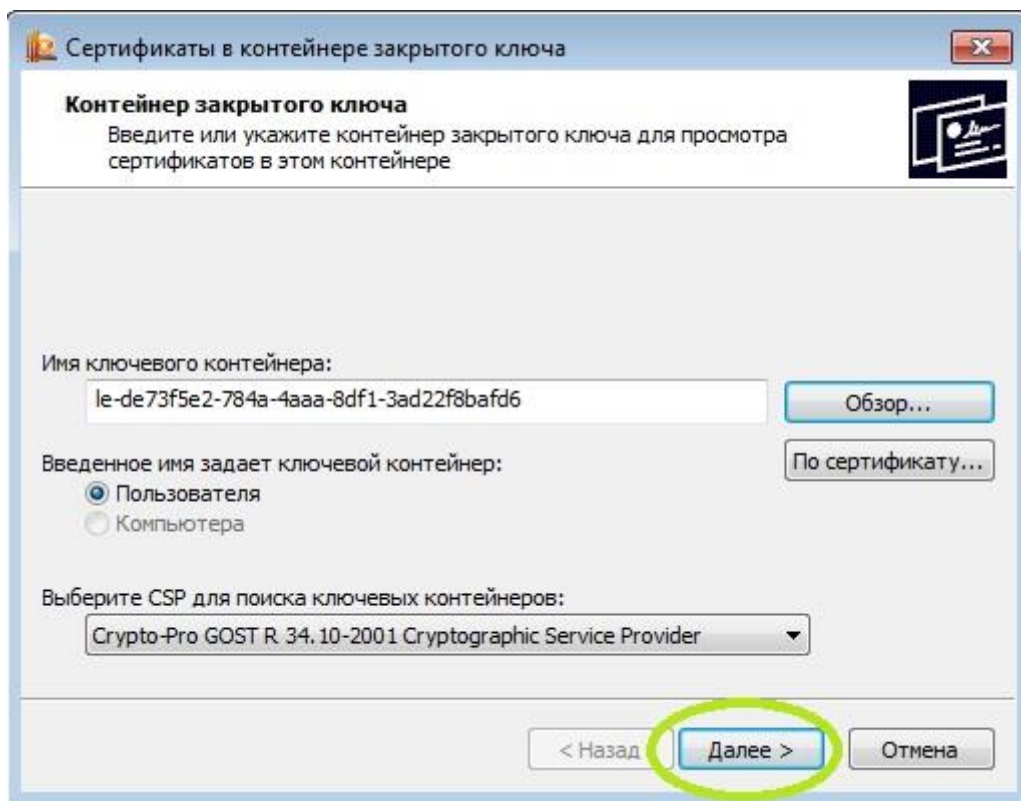 Сертификаты в контейнере закрытого ключа
Контейнер закрытого ключа
Введите или укажите контейнер закрытого ключа для просмотра
сертификатов в этом контейнере
Имя ключевого контейнера:
le-de73f5e2-784a-4aaa-8df1-3ad22f8bafd6
Обзор...
Введенное имя задает ключевой контейнер:
По сертификату...
Пользователя
Компьютера
Выберите CSP для поиска ключевых контейнеров:
Crypto-Pro GOST R 34.10-2001 Cryptographic Service Provider
< Назад
Далее >
Отмена